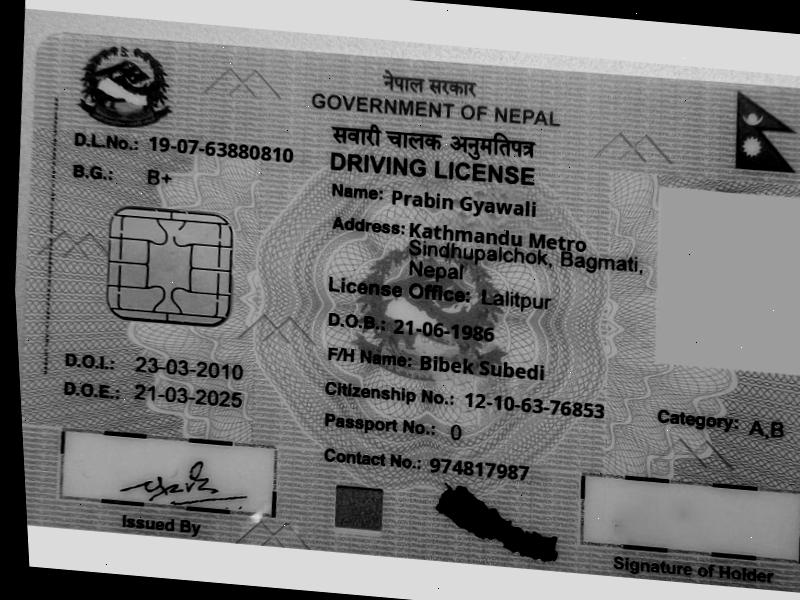 नेपाल सरकार
GOVERNMENT OF NEPAL
सवारी चालक अनुमतिपत्र
DRIVING LICENSE
D.L.No.: 19-07-63880810
B.G.: B+
Name: Prabin Gyawali
Address: Kathmandu Metro
Sindhupalchok, Bagmati,
Nepal
License Office: Lalitpur
D.O.B.: 21-06-1986
F/H Name: Bibek Subedi
D.O.I.: 23-03-2010
D.O.E.: 21-03-2025
Citizenship No.: 12-10-63-76853
Category: A,B
Passport No.: 0
Contact No.: 974817987
Issued By
Signature of Holder